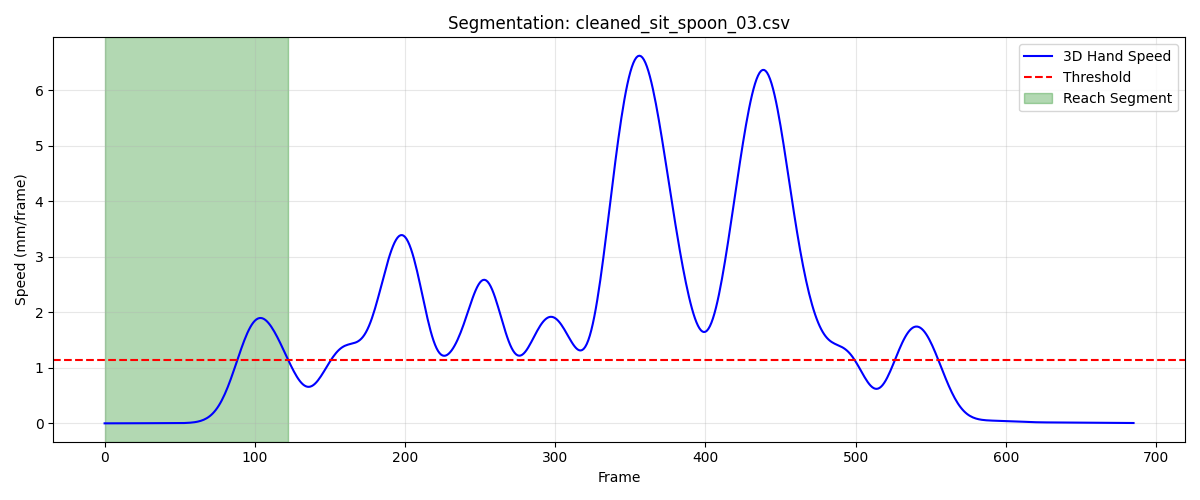 Segmentation: cleaned_sit_spoon_03.csv
3D Hand Speed
Threshold
Reach Segment
Speed (mm/frame)
6
5
4
3
2
1
0
0 100 200 300 400 500 600 700
Frame